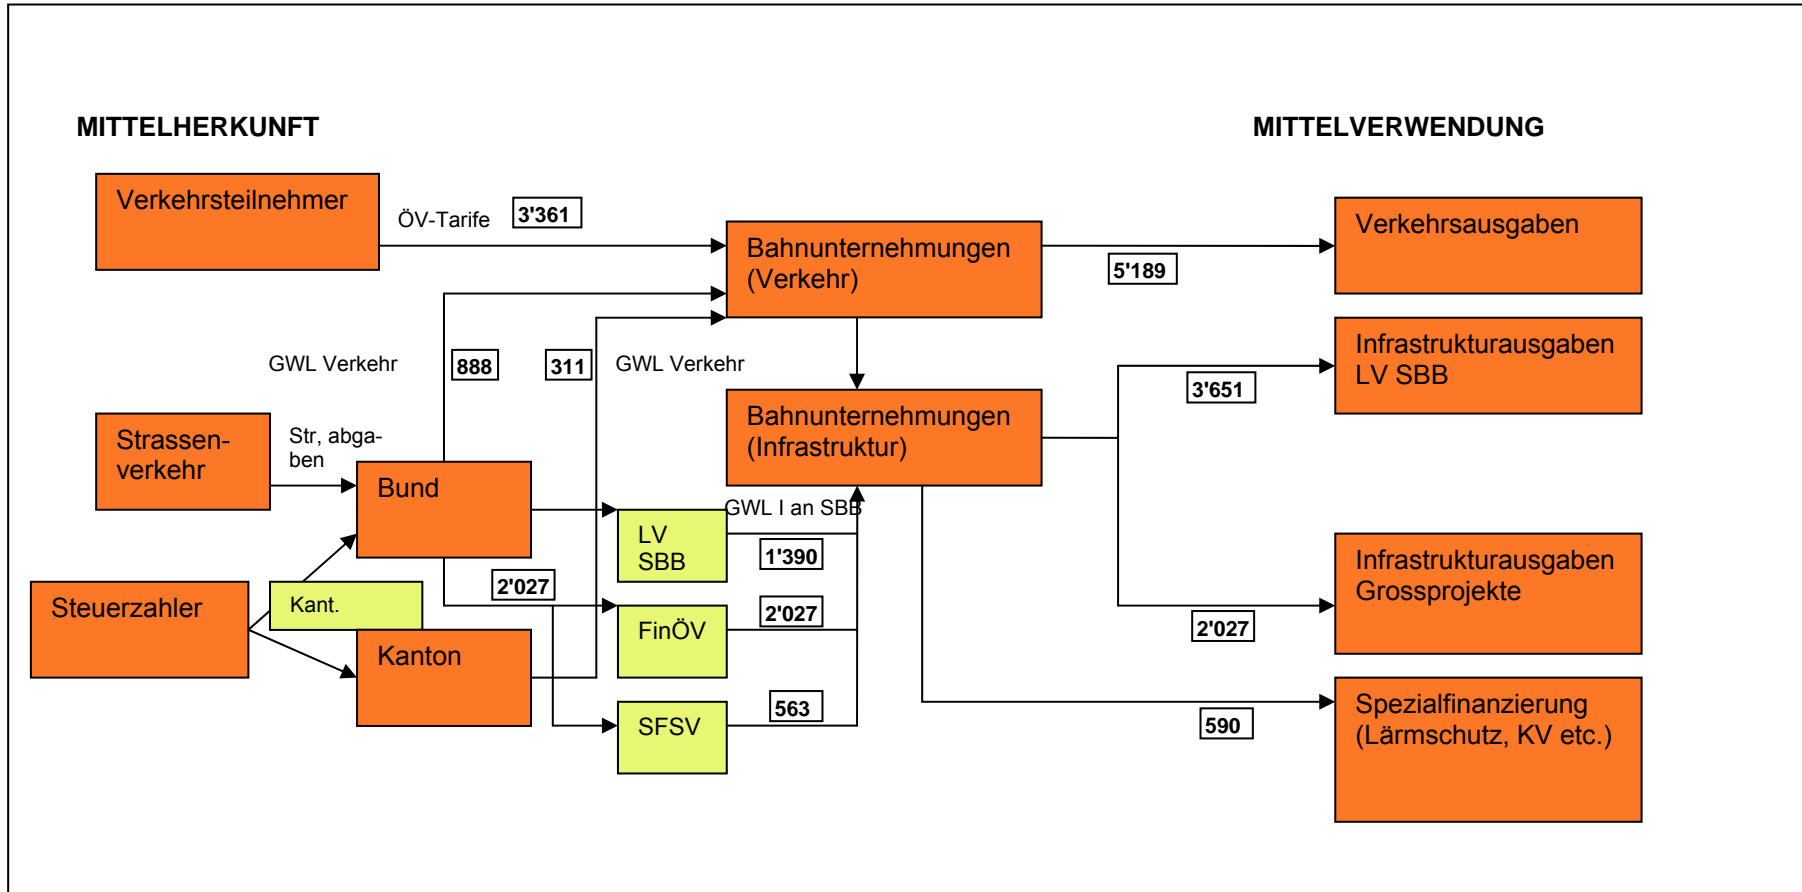 MITTELHERKUNFT
MITTELVERWENDUNG
Verkehrsteilnehmer
ÖV-Tarife
3'361
Bahnunternehmungen
(Verkehr)
5'189
Verkehrsausgaben
GWL Verkehr
888
311
GWL Verkehr
Infrastrukturausgaben
LV SBB
3'651
Strassen-
verkehr
Str, abga-
ben
Bund
Bahnunternehmungen
(Infrastruktur)
GWL I an SBB
LV
SBB
1'390
Infrastrukturausgaben
Grossprojekte
2'027
Steuerzahler
Kant.
2'027
FinÖV
2'027
Kanton
SFSV
563
590
Spezialfinanzierung
(Lärmschutz, KV etc.)